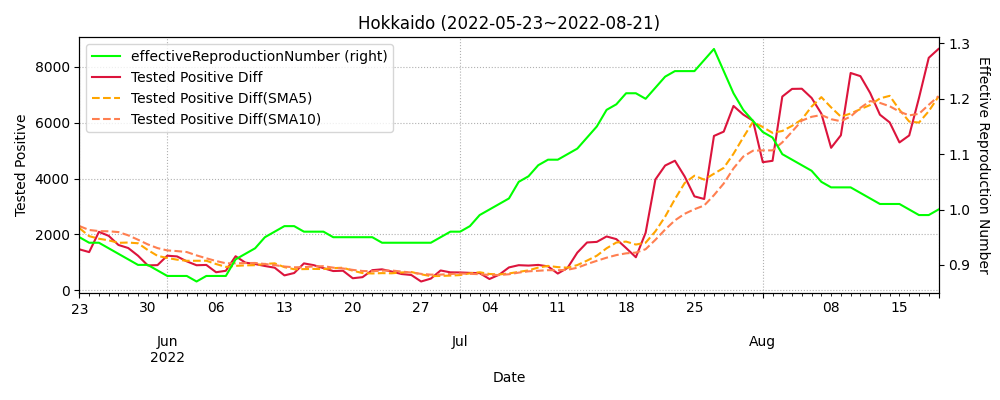 Hokkaido (2022-05-23~2022-08-21)
effectiveReproductionNumber (right)
Tested Positive Diff
Tested Positive Diff(SMA5)
Tested Positive Diff(SMA10)
Tested Positive
8000
6000
4000
2000
0
1.3
1.2
1.1
1.0
0.9
Effective Reproduction Number
23 30 06 13 20 27 04 11 18 25 08 15
Jun Jul Aug
2022
Date